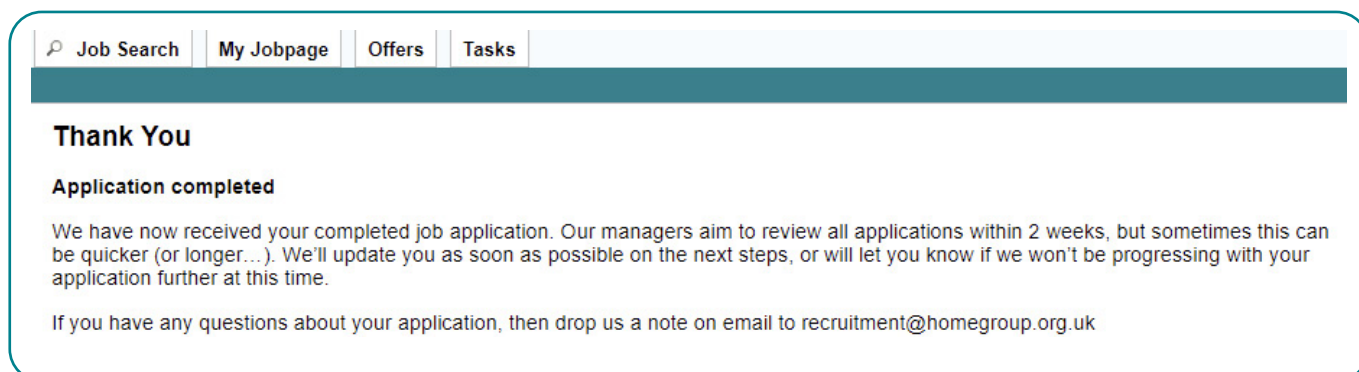 Job Search My Jobpage Offers Tasks
Thank You
Application completed
We have now received your completed job application. Our managers aim to review all applications within 2 weeks, but sometimes this can
be quicker (or longer…). We’ll update you as soon as possible on the next steps, or will let you know if we won’t be progressing with your
application further at this time.
If you have any questions about your application, then drop us a note on email to recruitment@homegroup.org.uk